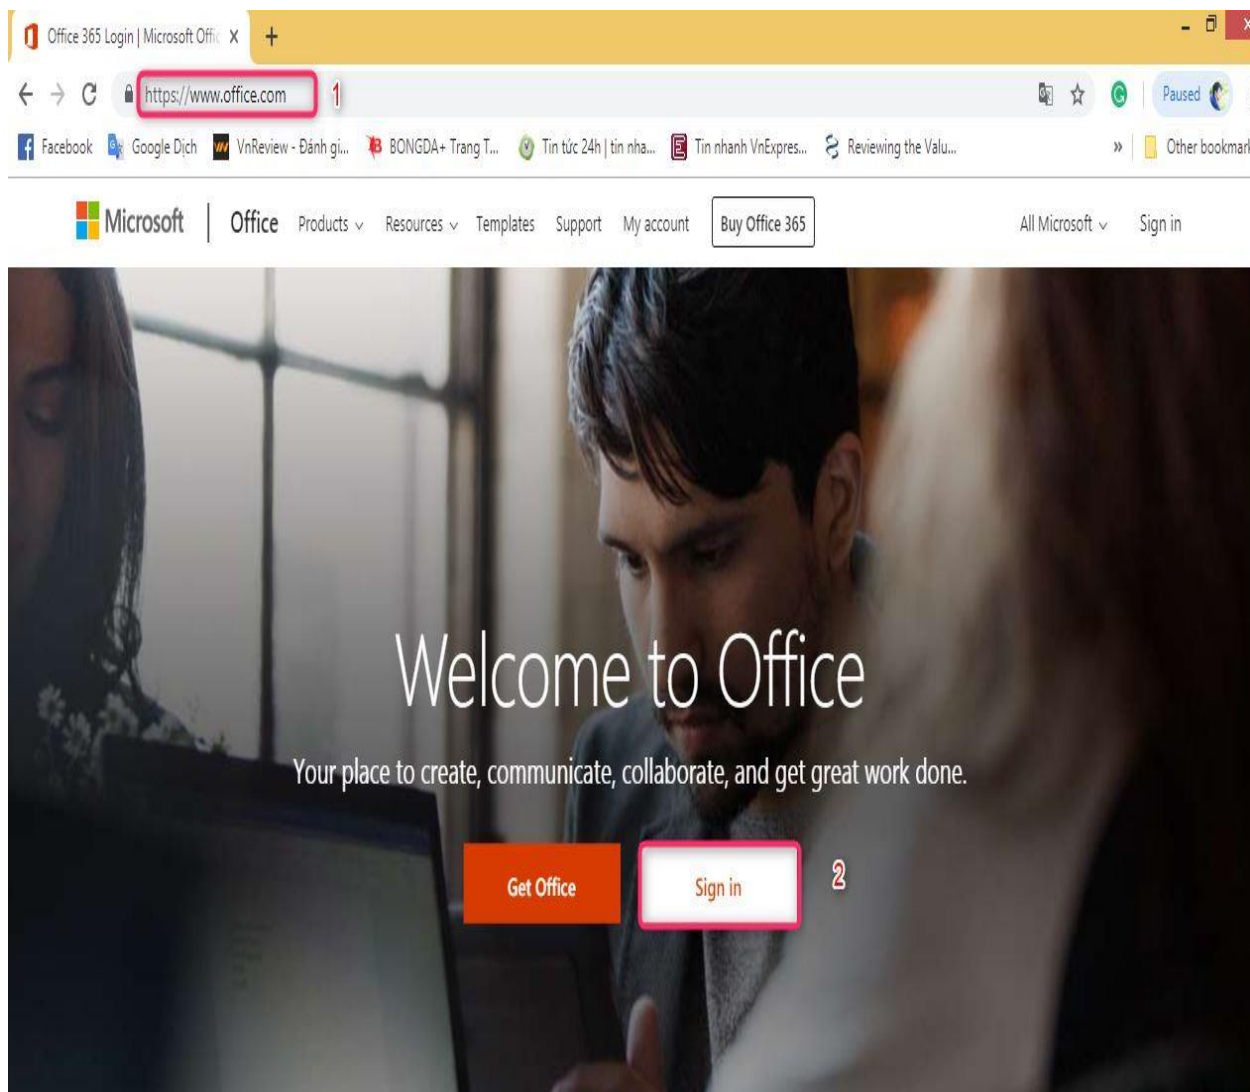 Office 365 Login | Microsoft Offic
https://www.office.com 1 Paused
Facebook Google Dịch VnReview - Đánh gi... BONGDA+ Trang T... Tin tức 24h | tin nha... Tin nhanh VnExpres... Reviewing the Valu... » Other bookmark
Microsoft | Office Products Resources Templates Support My account Buy Office 365 All Microsoft Sign in
Welcome to Office
Your place to create, communicate, collaborate, and get great work done.
Get Office Sign in 2